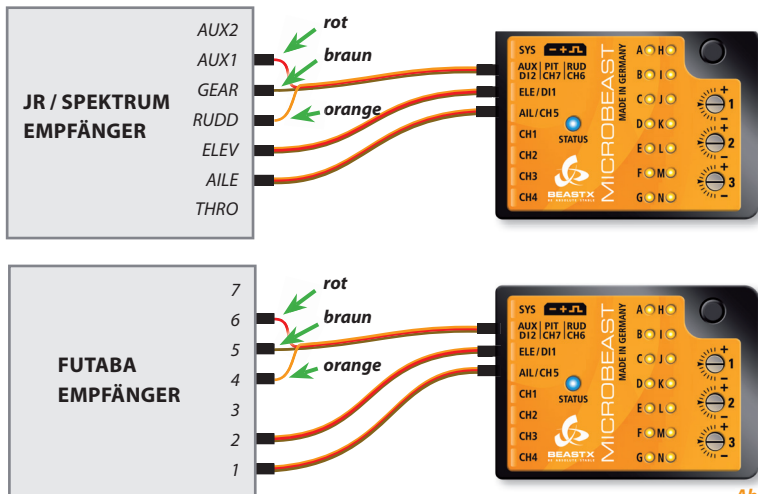 AUX2
AUX1
GEAR
RUDD
ELEV
AILE
THRO
JR / SPEKTRUM
EMPFÄNGER
rot
braun
orange
SYS
AUX | PIT | RUD
DI2 | CH7 | CH6
ELE/DI1
AIL/CH5
CH1
CH2
CH3
CH4
STATUS
BEASTX
MICROBEAST
MADE IN GERMANY
A H
B I
C J
D K
E L
F M
G N
+ 1 -
+ 2 -
+ 3 -
7
6
5
4
3
2
1
FUTABA
EMPFÄNGER
rot
braun
orange
SYS
AUX | PIT | RUD
DI2 | CH7 | CH6
ELE/DI1
AIL/CH5
CH1
CH2
CH3
CH4
STATUS
BEASTX
MICROBEAST
MADE IN GERMANY
A H
B I
C J
D K
E L
F M
G N
+ 1 -
+ 2 -
+ 3 -